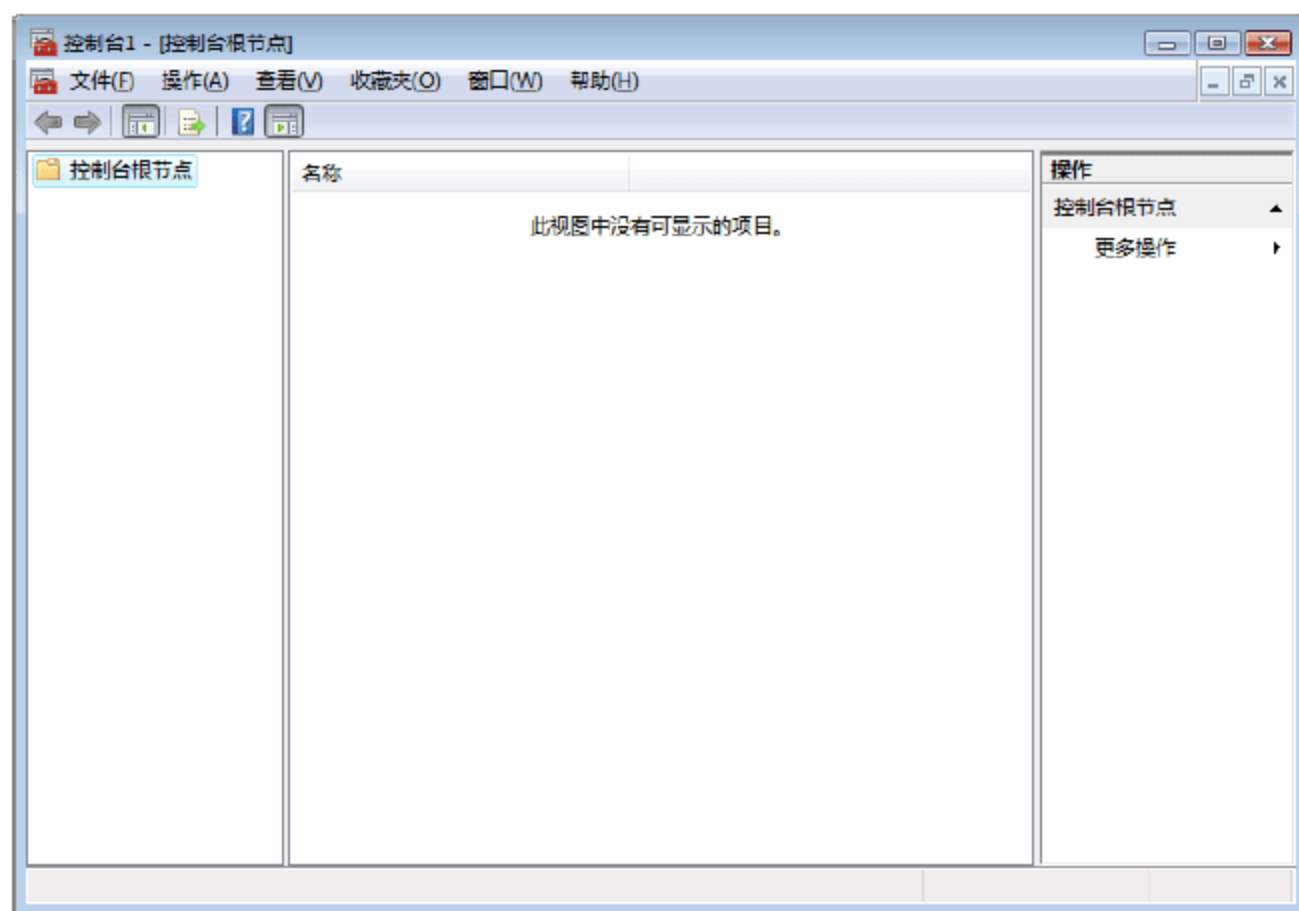 控制台1 - [控制台根节点]
文件(F) 操作(A) 查看(V) 收藏夹(O) 窗口(W) 帮助(H)
控制台根节点
名称
此视图中没有可显示的项目。
操作
控制台根节点
更多操作